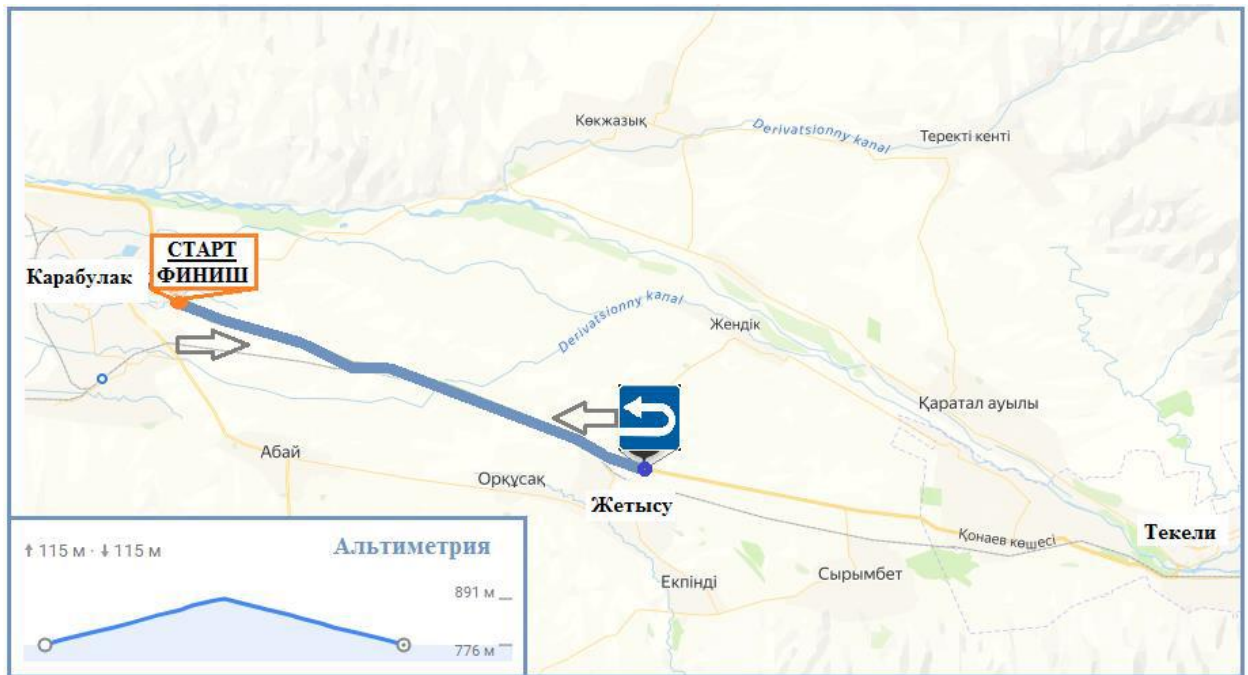 Көкжазық
Derivatsionny kanal
Теректі кенті
СТАРТ
ФИНИШ
Карабулак
Derivatsionny kanal
Жендік
Қаратал ауылы
Абай
Орқұсақ
Жетысу
Қонаев көшесі
Текели
Екпінді
Сырымбет
↑ 115 м · ↓ 115 м
Альтиметрия
891 м
776 м